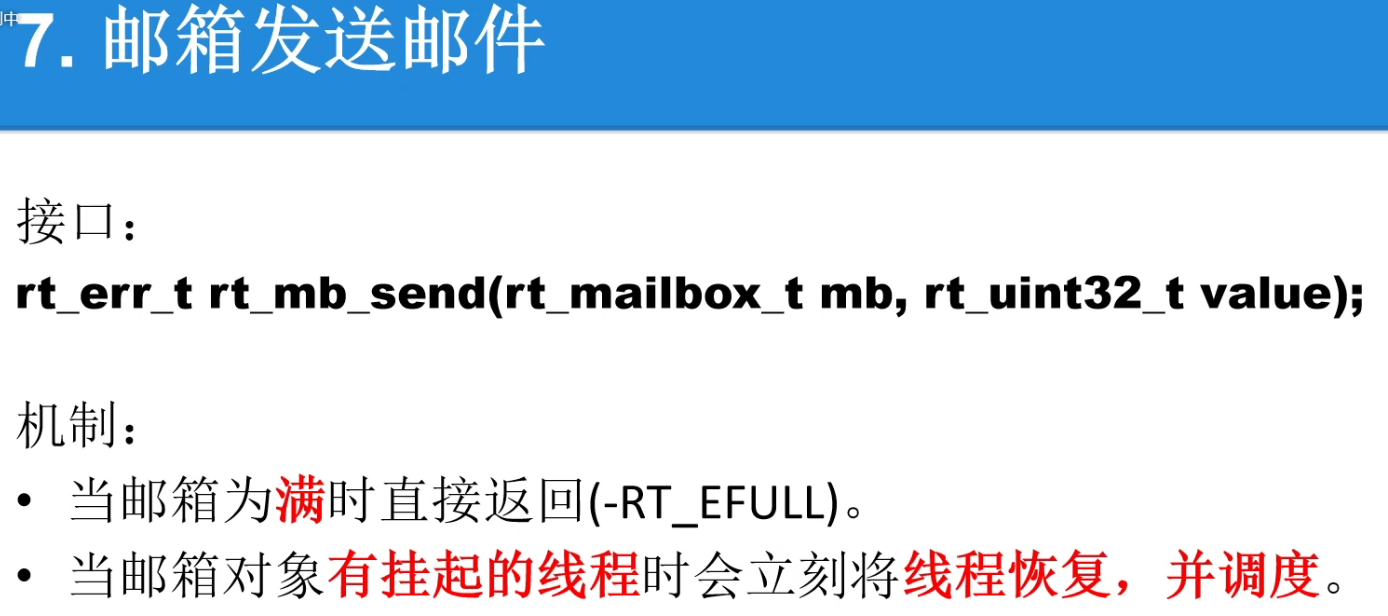 7. 邮箱发送邮件
接口：
rt_err_t rt_mb_send(rt_mailbox_t mb, rt_uint32_t value);
机制：
• 当邮箱为满时直接返回(-RT_EFULL)。
• 当邮箱对象有挂起的线程时会立刻将线程恢复，并调度。